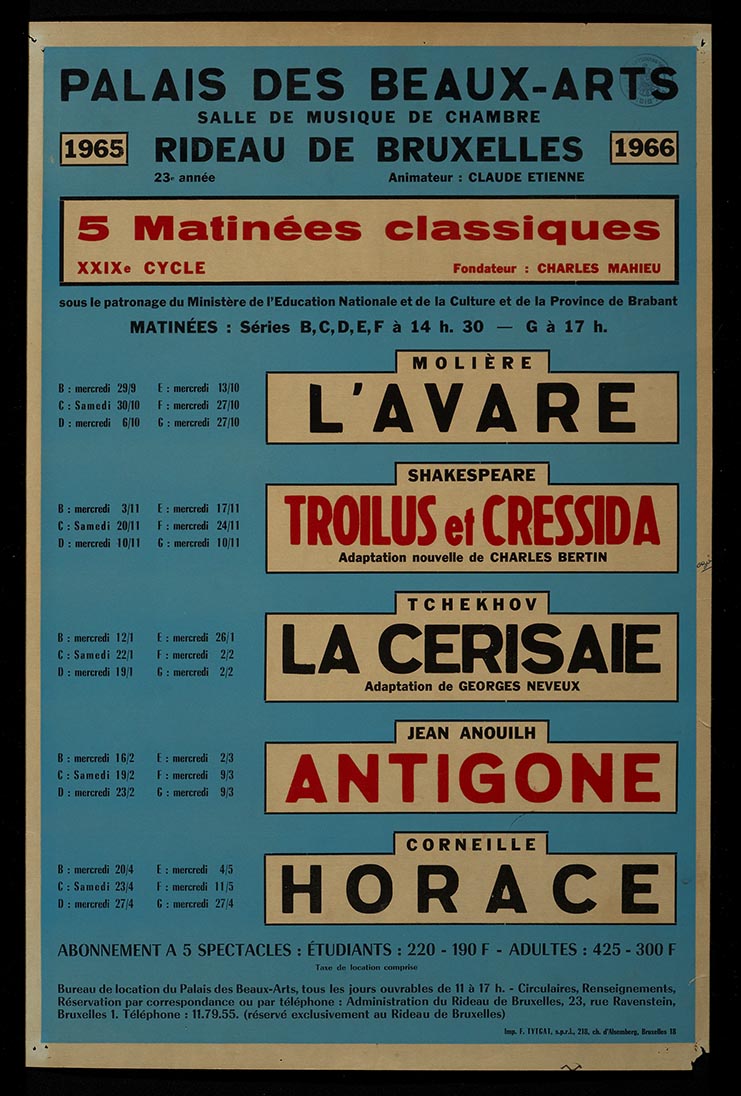 PALAIS DES BEAUX-ARTS
SALLE DE MUSIQUE DE CHAMBRE
1965 RIDEAU DE BRUXELLES 1966
23e année Animateur : CLAUDE ETIENNE
5 Matinées classiques
XXIXe CYCLE Fondateur : CHARLES MAHIEU
sous le patronage du Ministère de l'Education Nationale et de la Culture et de la Province de Brabant
MATINÉES : Séries B,C,D,E,F à 14 h. 30 — G à 17 h.
MOLIÈRE
L'AVARE
B : mercredi 29/9 E : mercredi 13/10
C : Samedi 30/10 F : mercredi 27/10
D : mercredi 6/10 G : mercredi 27/10
SHAKESPEARE
TROILUS et CRESSIDA
Adaptation nouvelle de CHARLES BERTIN
B : mercredi 3/11 E : mercredi 17/11
C : Samedi 20/11 F : mercredi 24/11
D : mercredi 10/11 G : mercredi 10/11
TCHEKHOV
LA CERISAIE
Adaptation de GEORGES NEVEUX
B : mercredi 12/1 E : mercredi 26/1
C : Samedi 22/1 F : mercredi 2/2
D : mercredi 19/1 G : mercredi 2/2
JEAN ANOUILH
ANTIGONE
B : mercredi 16/2 E : mercredi 2/3
C : Samedi 19/2 F : mercredi 9/3
D : mercredi 23/2 G : mercredi 9/3
CORNEILLE
HORACE
B : mercredi 20/4 E : mercredi 4/5
C : Samedi 23/4 F : mercredi 11/5
D : mercredi 27/4 G : mercredi 27/4
ABONNEMENT A 5 SPECTACLES : ÉTUDIANTS : 220 - 190 F - ADULTES : 425 - 300 F
Taxe de location comprise
Bureau de location du Palais des Beaux-Arts, tous les jours ouvrables de 11 à 17 h. - Circulaires, Renseignements,
Réservation par correspondance ou par téléphone : Administration du Rideau de Bruxelles, 23, rue Ravenstein,
Bruxelles 1. Téléphone : 11.79.55. (réservé exclusivement au Rideau de Bruxelles)
Imp. F. TYTGAT, s.p.r.l., 218, ch. d'Alsemberg, Bruxelles 18